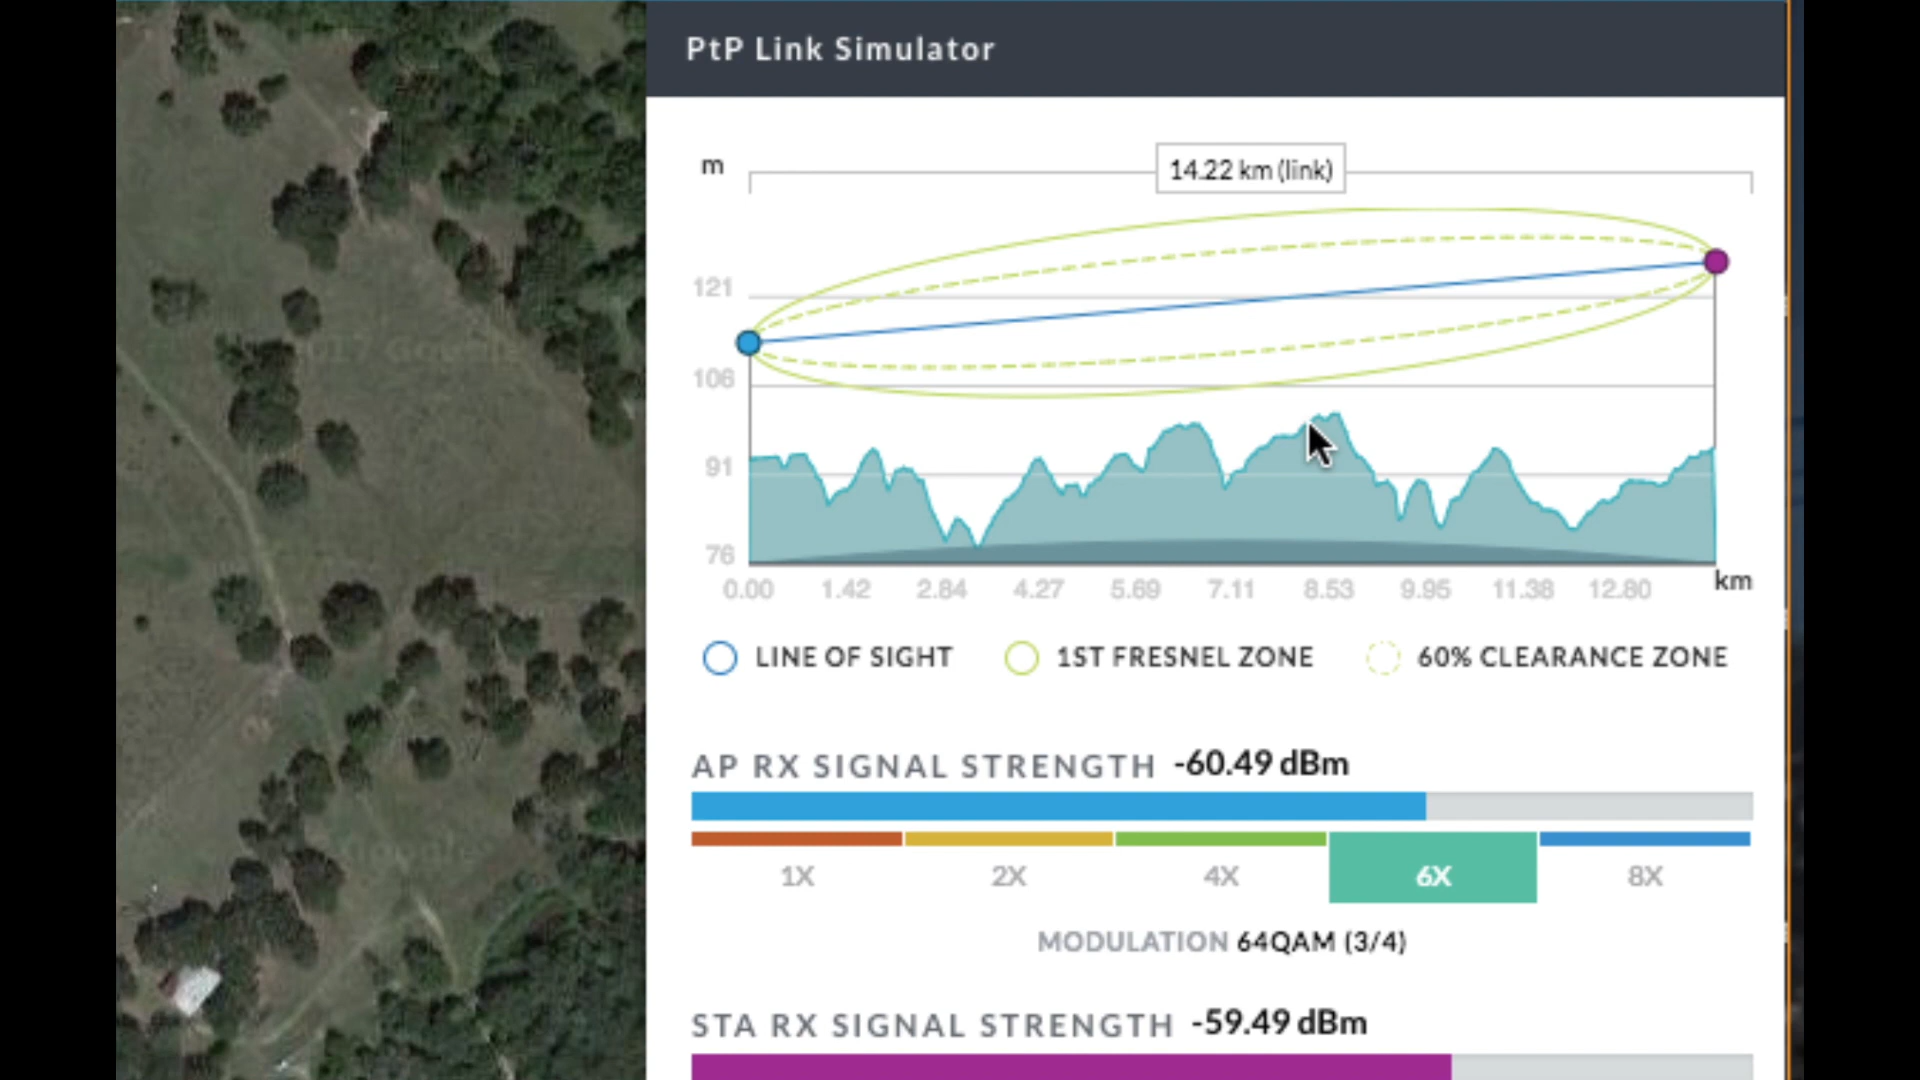 PtP Link Simulator
m
14.22 km (link)
121
106
91
76
0.00 1.42 2.84 4.27 5.69 7.11 8.53 9.95 11.38 12.80 km
LINE OF SIGHT 1ST FRESNEL ZONE 60% CLEARANCE ZONE
AP RX SIGNAL STRENGTH -60.49 dBm
1X 2X 4X 6X 8X
MODULATION 64QAM (3/4)
STA RX SIGNAL STRENGTH -59.49 dBm